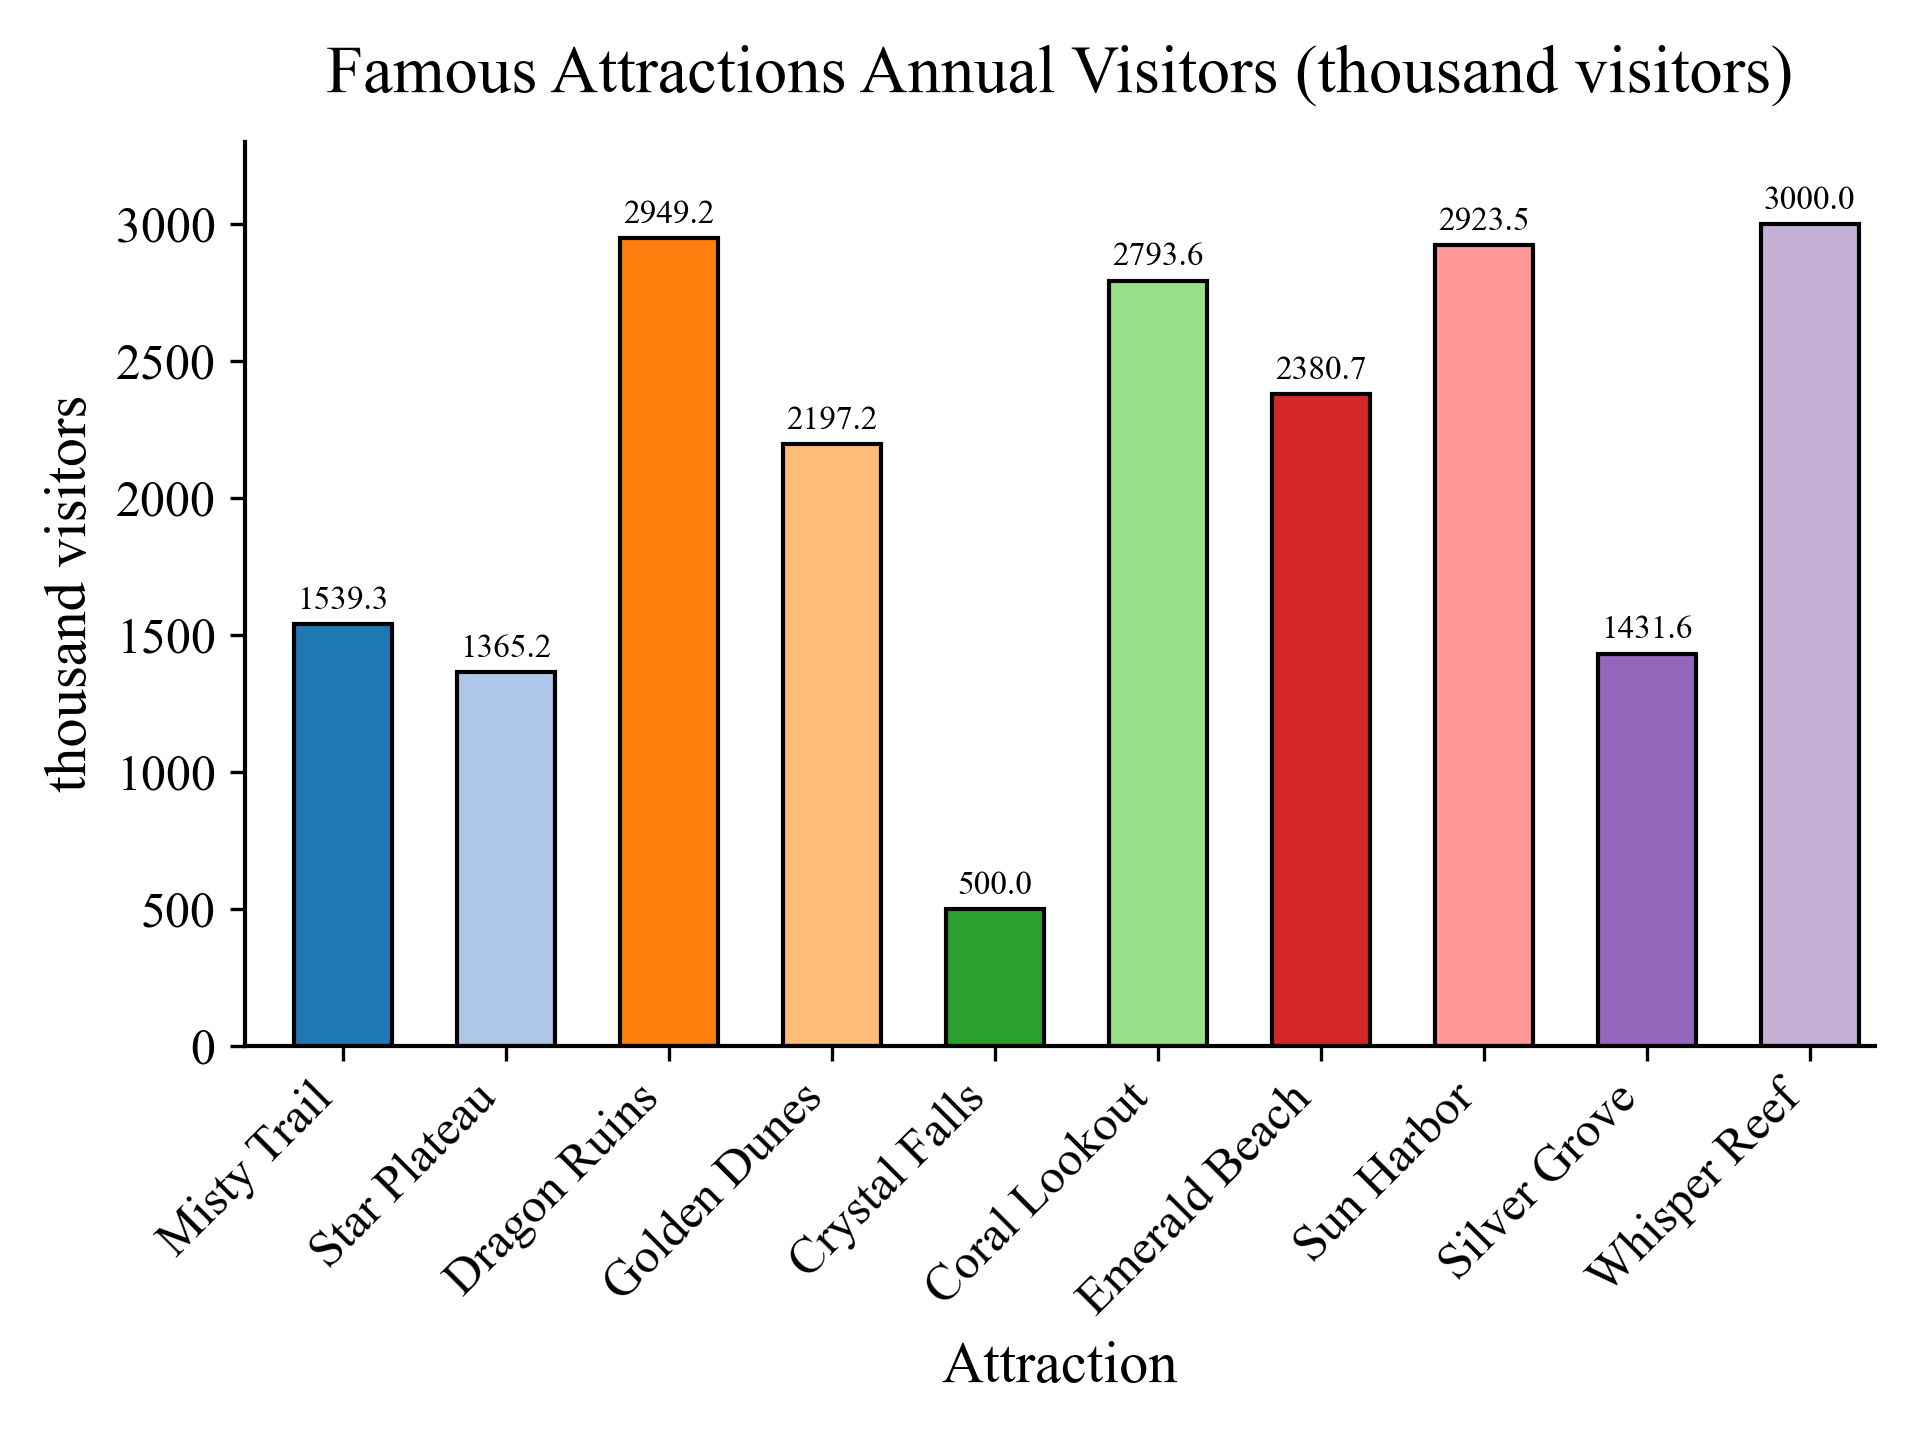 Famous Attractions Annual Visitors (thousand visitors)
thousand visitors
3000
2500
2000
1500
1000
500
0
1539.3
1365.2
2949.2
2197.2
500.0
2793.6
2380.7
2923.5
1431.6
3000.0
Misty Trail
Star Plateau
Dragon Ruins
Golden Dunes
Crystal Falls
Coral Lookout
Emerald Beach
Sun Harbor
Silver Grove
Whisper Reef
Attraction